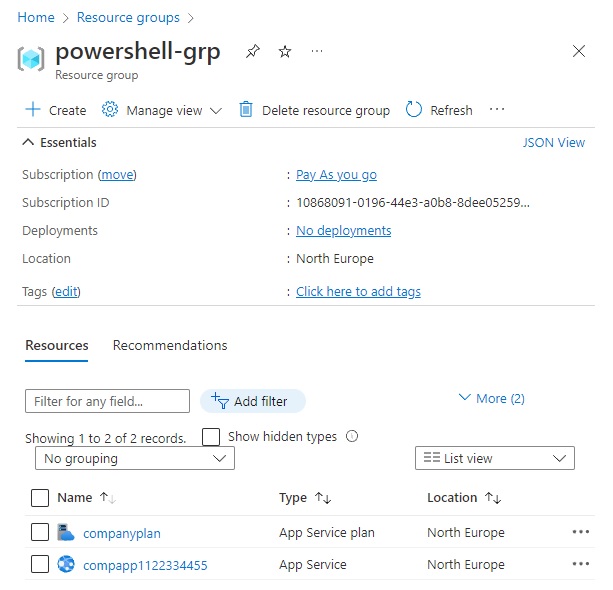 Home > Resource groups >
powershell-grp
Resource group
Create Manage view Delete resource group Refresh ...
Essentials JSON View
Subscription (move) : Pay As you go
Subscription ID : 10868091-0196-44e3-a0b8-8dee05259...
Deployments : No deployments
Location : North Europe
Tags (edit) : Click here to add tags
Resources Recommendations
Filter for any field... Add filter More (2)
Showing 1 to 2 of 2 records. Show hidden types
No grouping List view
Name Type Location
companyplan App Service plan North Europe
compapp1122334455 App Service North Europe